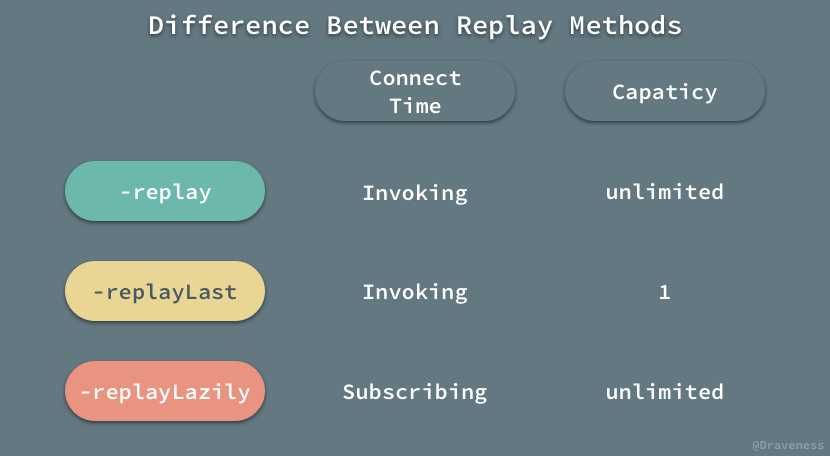 Difference Between Replay Methods
Connect
Time
Capaticy
-replay
Invoking
unlimited
-replayLast
Invoking
1
-replayLazily
Subscribing
unlimited
@Draveness